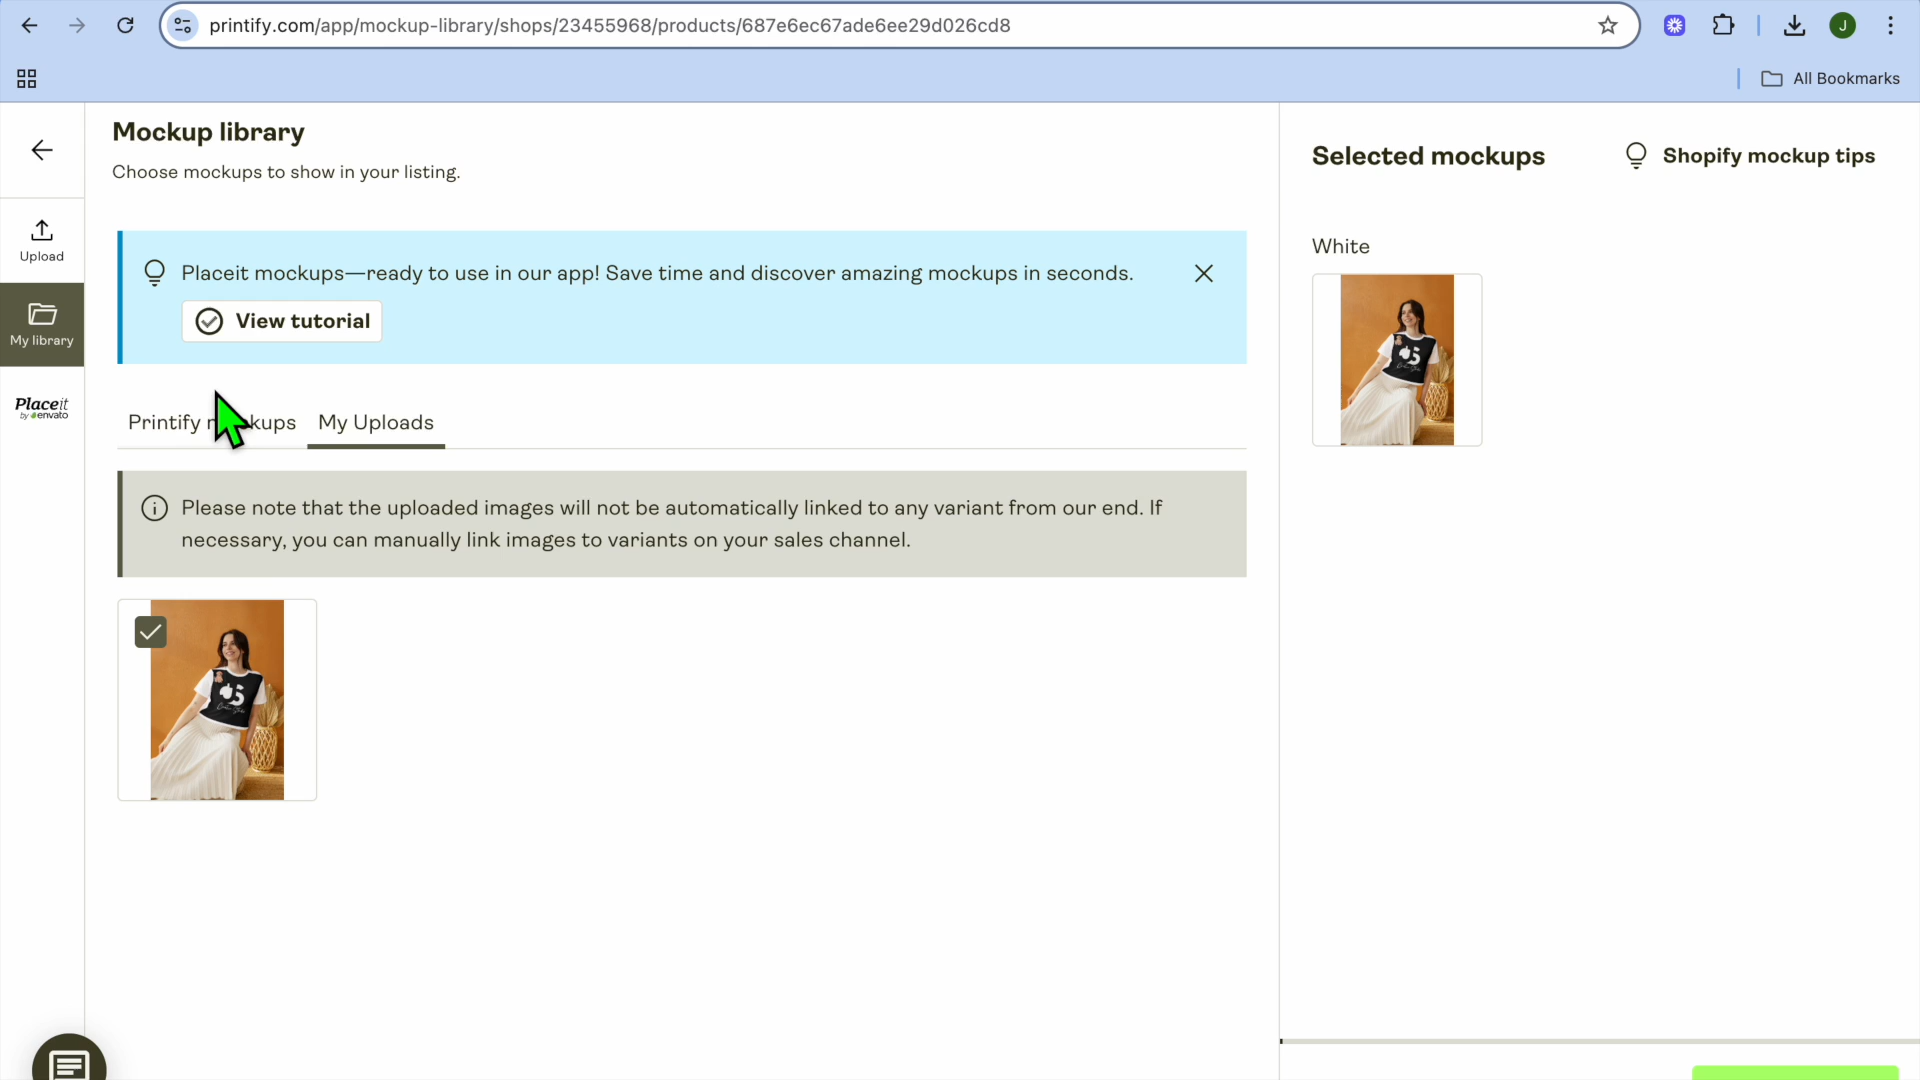 printify.com/app/mockup-library/shops/23455968/products/687e6ec67ade6ee29d026cd8
J
All Bookmarks
Mockup library
Choose mockups to show in your listing.
Selected mockups
Shopify mockup tips
Upload
My library
Placeit
by envato
Placeit mockups—ready to use in our app! Save time and discover amazing mockups in seconds.
View tutorial
Printify
My Uploads
Please note that the uploaded images will not be automatically linked to any variant from our end. If
necessary, you can manually link images to variants on your sales channel.
White